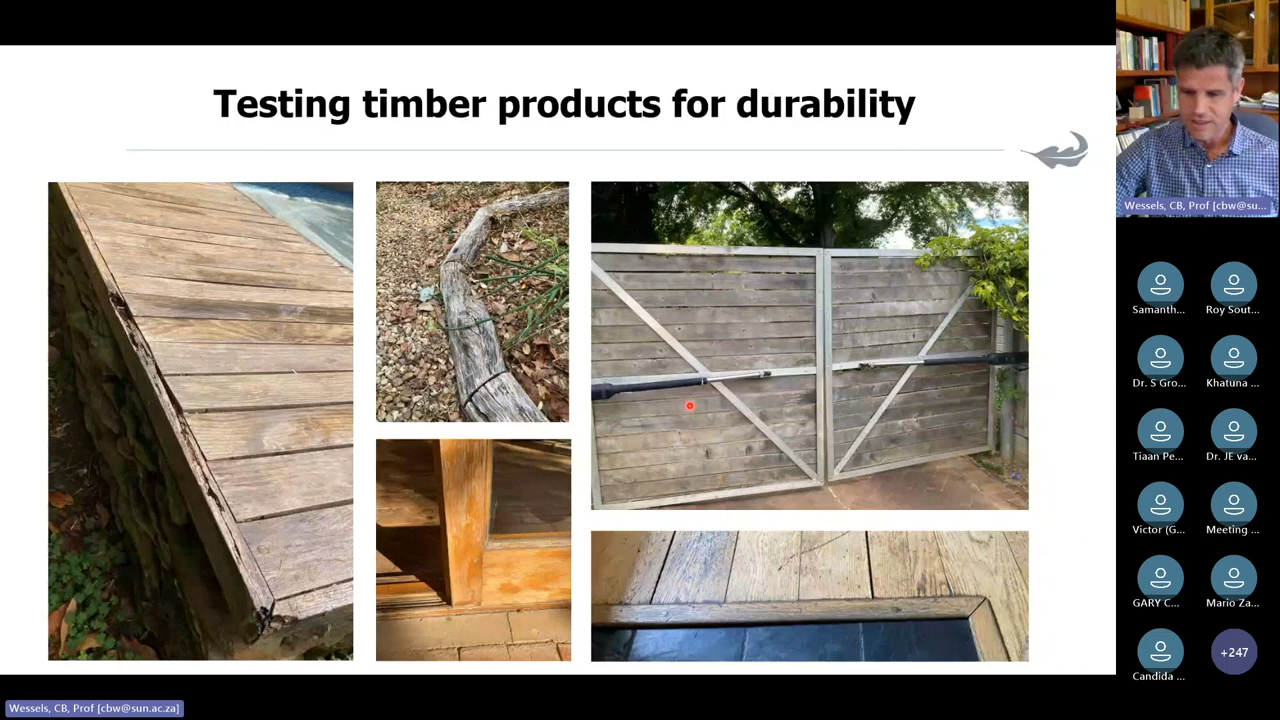 Testing timber products for durability
Wessels, CB, Prof [cbw@su...
Samanth...
Roy Sout...
Dr. S Gro...
Khatuna ...
Tiaan Pe...
Dr. JE va...
Victor (G...
Meeting ...
GARY C...
Mario Za...
Candida ...
+247
Wessels, CB, Prof [cbw@sun.ac.za]